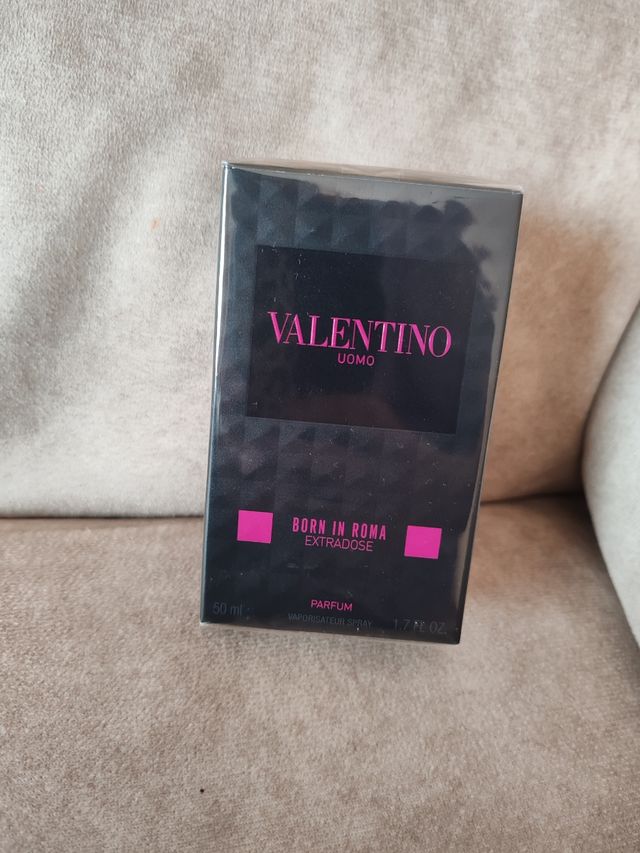 VALENTINO
UOMO
BORN IN ROMA
EXTRADOSE
PARFUM
VAPORISATEUR SPRAY
50 ml
1.7 FL OZ.